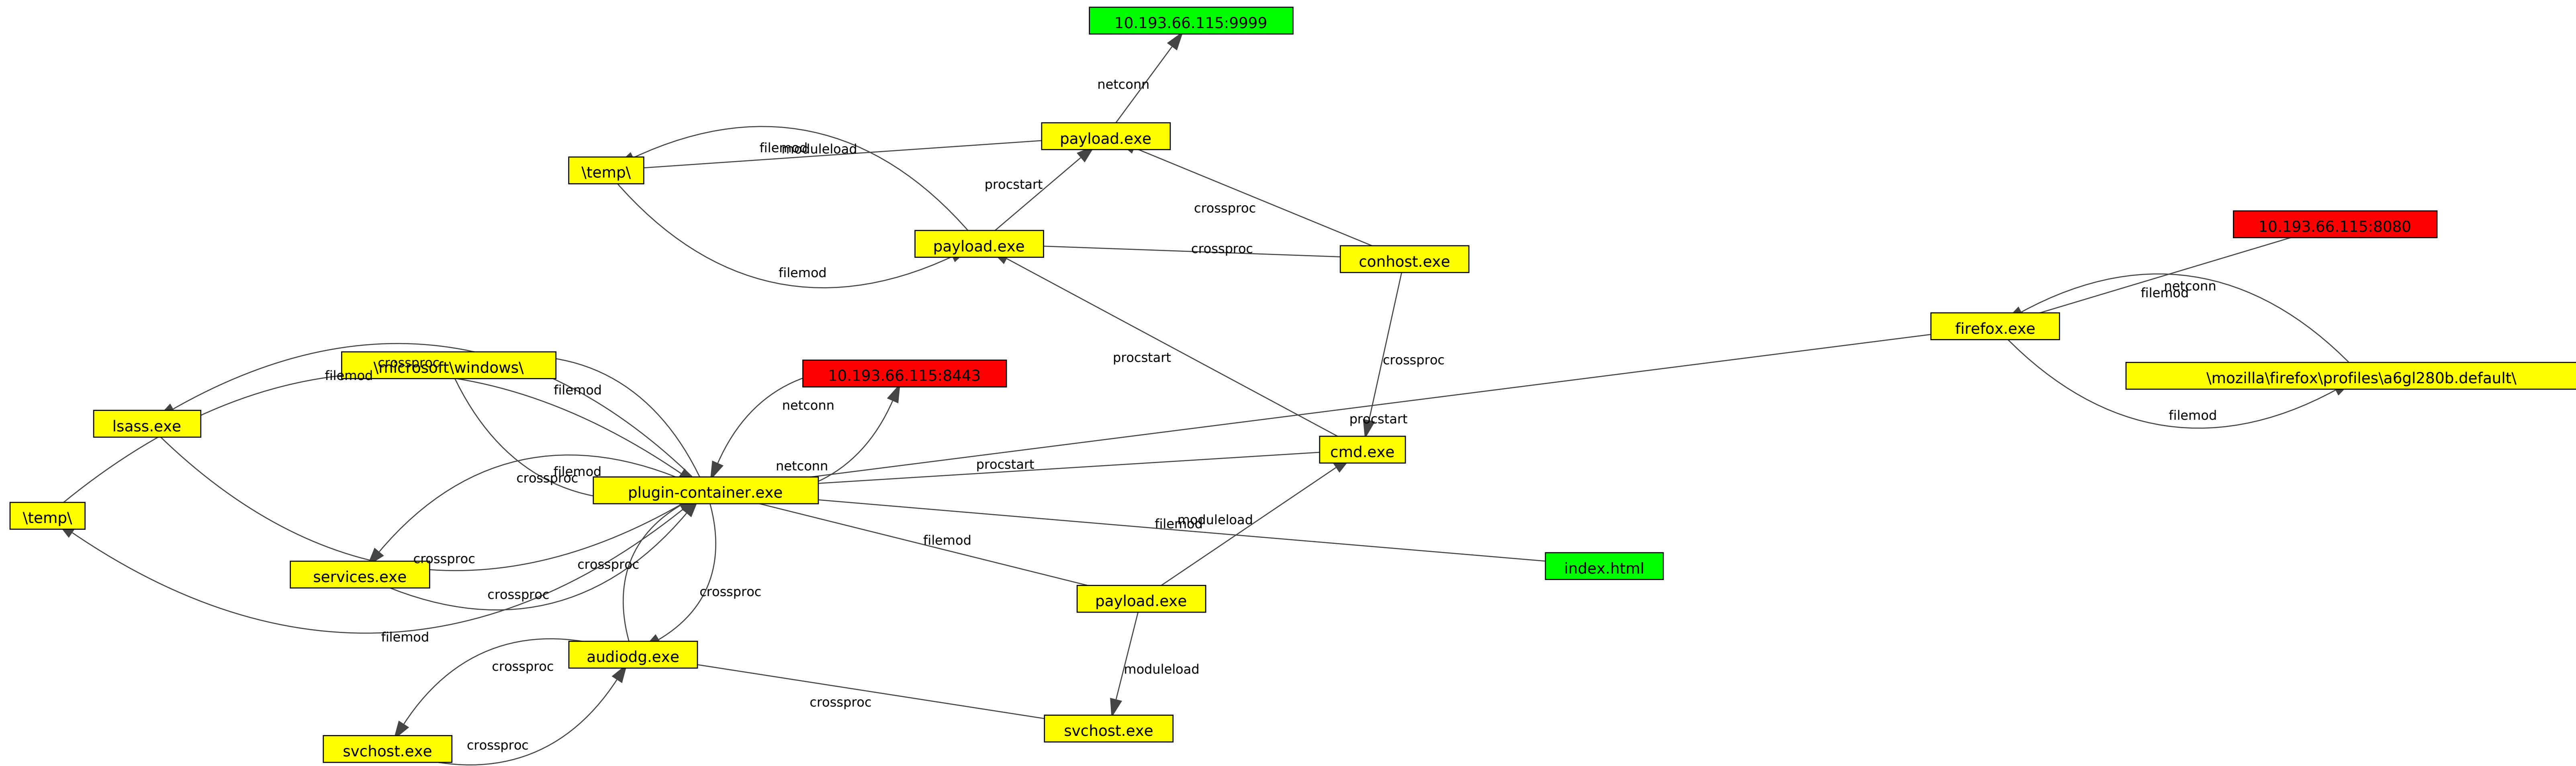 10.193.66.115:9999
netconn
payload.exe
filemod
moduleload
\temp\
procstart
crossproc
10.193.66.115:8080
payload.exe
crossproc
conhost.exe
filemod
netconn
filemod
firefox.exe
procstart
crossproc
crossproc
\microsoft\windows\
filemod
10.193.66.115:8443
\mozilla\firefox\profiles\a6gl280b.default\
filemod
netconn
filemod
procstart
lsass.exe
cmd.exe
procstart
netconn
filemod
crossproc
plugin-container.exe
\temp\
moduleload
filemod
filemod
crossproc
crossproc
index.html
services.exe
crossproc
crossproc
payload.exe
filemod
audiodg.exe
crossproc
moduleload
crossproc
svchost.exe
crossproc
svchost.exe